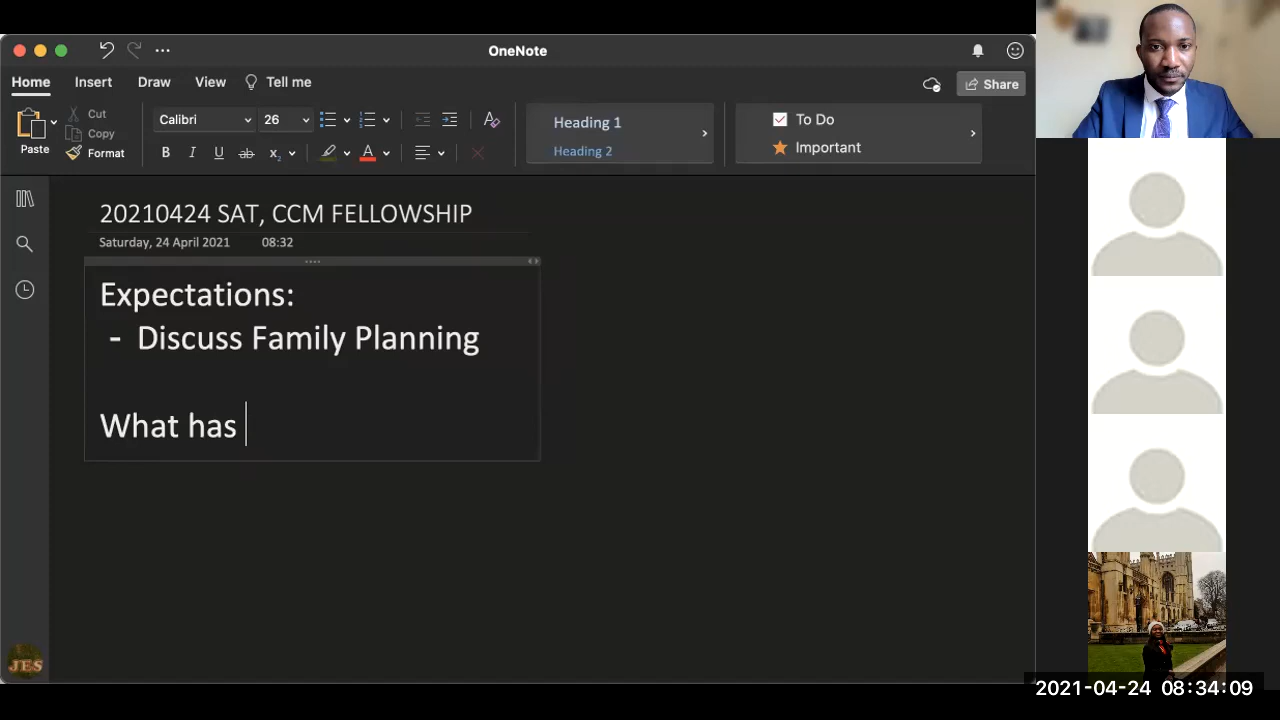 OneNote
Home Insert Draw View Tell me
Share
Paste
Cut
Copy
Format
Calibri 26
B I U ab x₂ A
Heading 1
Heading 2
To Do
Important
20210424 SAT, CCM FELLOWSHIP
Saturday, 24 April 2021 08:32
Expectations:
- Discuss Family Planning
What has
JES
2021-04-24 08:34:09